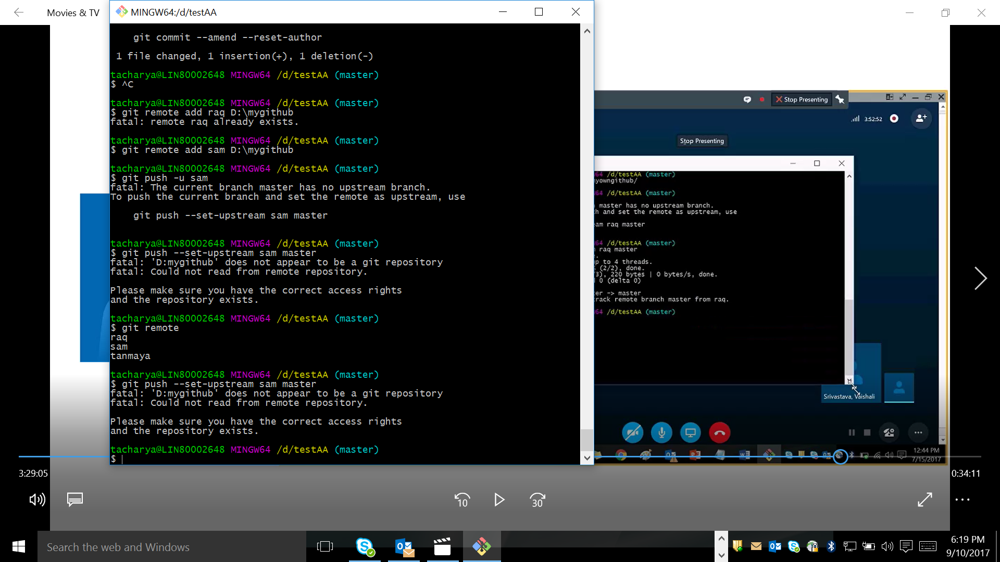 Movies & TV
MINGW64:/d/testAA
git commit --amend --reset-author
1 file changed, 1 insertion(+), 1 deletion(-)
tacharya@LIN80002648 MINGW64 /d/testAA (master)
$ ^C
tacharya@LIN80002648 MINGW64 /d/testAA (master)
$ git remote add raq D:\mygithub
fatal: remote raq already exists.
tacharya@LIN80002648 MINGW64 /d/testAA (master)
$ git remote add sam D:\mygithub
tacharya@LIN80002648 MINGW64 /d/testAA (master)
$ git push -u sam
fatal: The current branch master has no upstream branch.
To push the current branch and set the remote as upstream, use
git push --set-upstream sam master
tacharya@LIN80002648 MINGW64 /d/testAA (master)
$ git push --set-upstream sam master
fatal: 'D:mygithub' does not appear to be a git repository
fatal: Could not read from remote repository.
Please make sure you have the correct access rights
and the repository exists.
tacharya@LIN80002648 MINGW64 /d/testAA (master)
$ git remote
raq
sam
tanmaya
tacharya@LIN80002648 MINGW64 /d/testAA (master)
$ git push --set-upstream sam master
fatal: 'D:mygithub' does not appear to be a git repository
fatal: Could not read from remote repository.
Please make sure you have the correct access rights
and the repository exists.
tacharya@LIN80002648 MINGW64 /d/testAA (master)
$
Stop Presenting
3:52:52
Stop Presenting
64 /d/testAA (master)
yowngithub/
64 /d/testAA (master)
master has no upstream branch.
h and set the remote as upstream, use
am raq master
64 /d/testAA (master)
raq master
p to 4 threads.
(2/2), done.
3), 220 bytes | 0 bytes/s, done.
0 (delta 0)
er -> master
rack remote branch master from raq.
64 /d/testAA (master)
Srivastava, Vaishali
12:44 PM
7/15/2017
3:29:05
0:34:11
10
30
Search the web and Windows
6:19 PM
9/10/2017